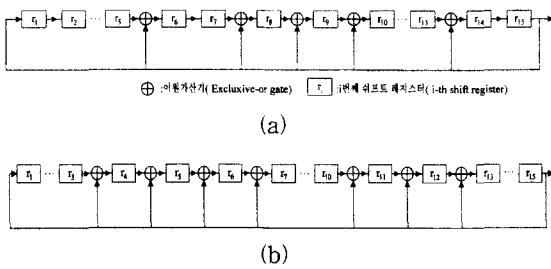 r₁ r₂ ··· r₅ r₆ r₇ r₈ r₉ r₁₀ ··· r₁₃ r₁₄ r₁₅
⊕ :이원가산기( Excluxive-or gate) rᵢ :i번째 쉬프트 레지스터( i-th shift register)
(a)
r₁ ··· r₃ r₄ r₅ r₆ r₇ ··· r₁₀ r₁₁ r₁₂ r₁₃ ··· r₁₅
(b)